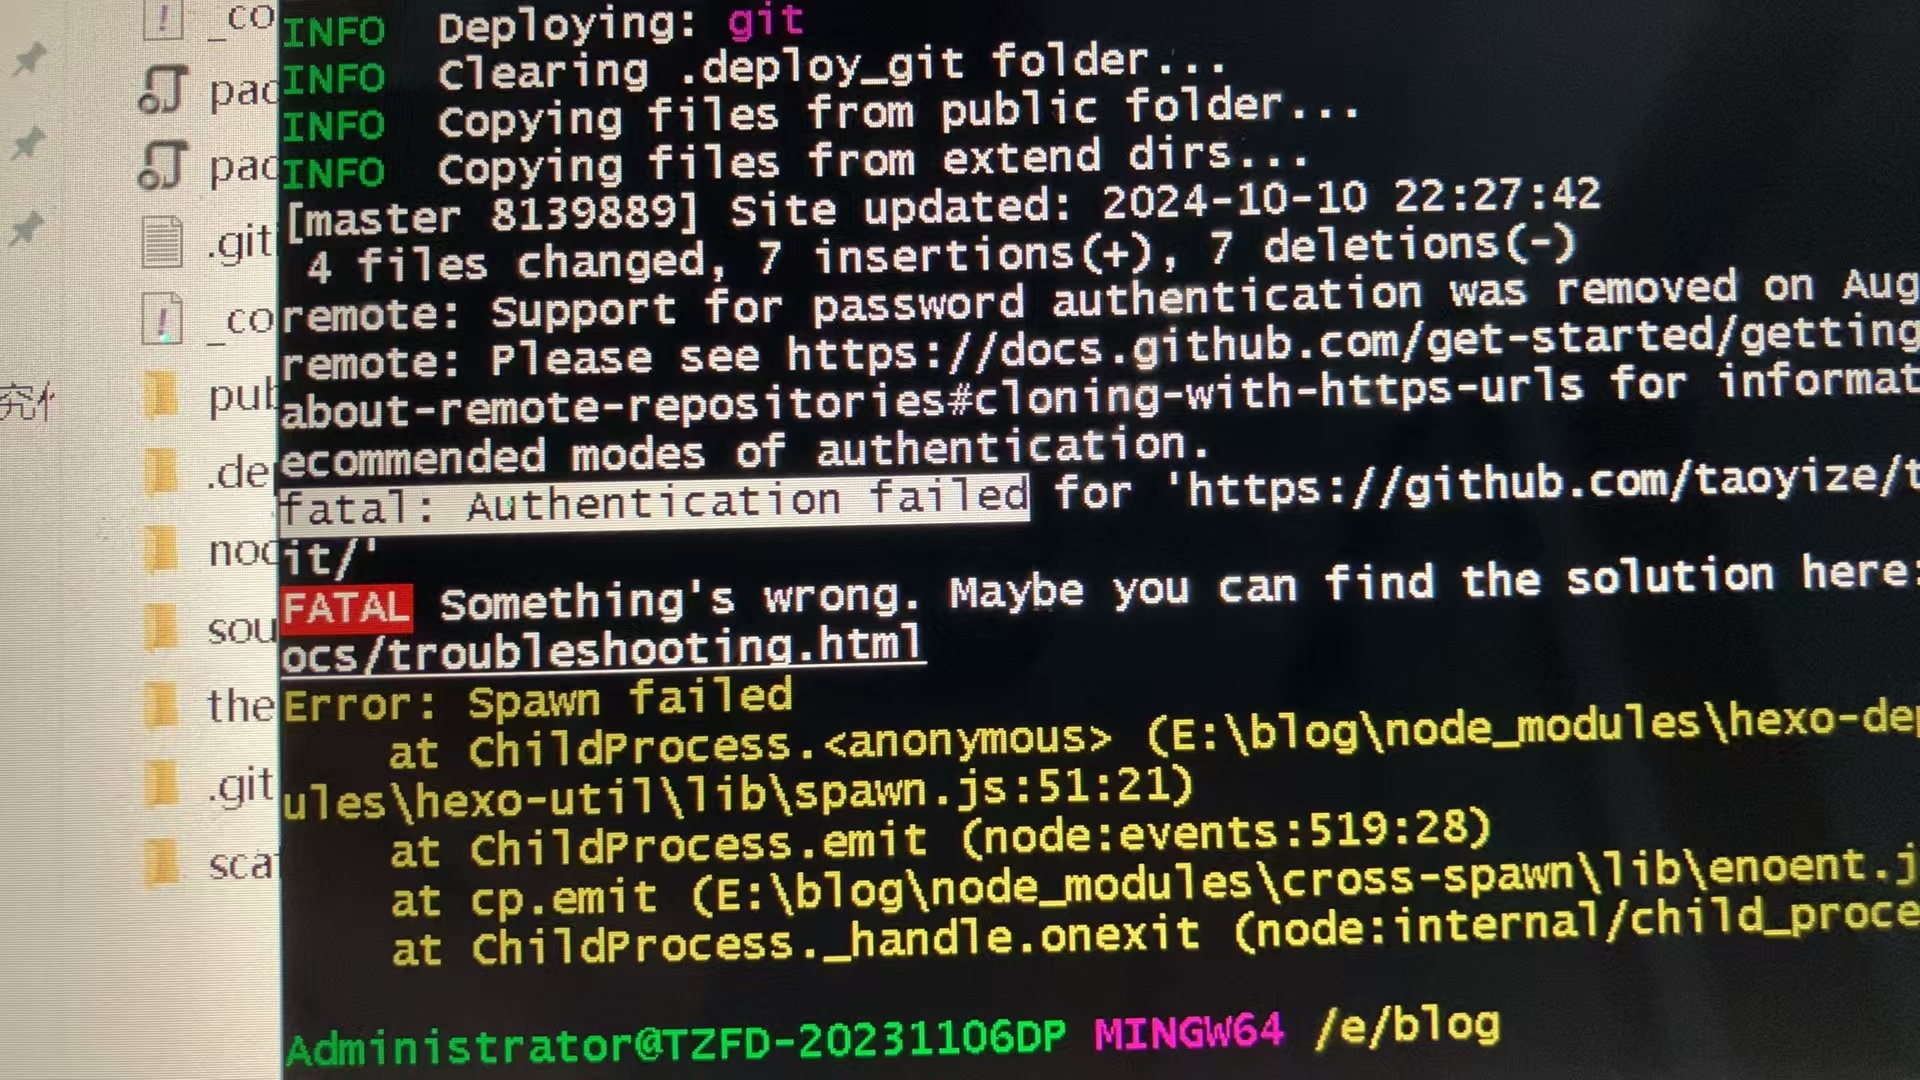 _co
pac
pac
.git
_co
究
pub
.dep
nod
sou
the
.git
sca
INFO Deploying: git
INFO Clearing .deploy_git folder...
INFO Copying files from public folder...
INFO Copying files from extend dirs...
[master 8139889] Site updated: 2024-10-10 22:27:42
4 files changed, 7 insertions(+), 7 deletions(-)
remote: Support for password authentication was removed on Aug
remote: Please see https://docs.github.com/get-started/getting
about-remote-repositories#cloning-with-https-urls for informat
ecommended modes of authentication.
fatal: Authentication failed for 'https://github.com/taoyize/t
it/'
FATAL Something's wrong. Maybe you can find the solution here:
ocs/troubleshooting.html
Error: Spawn failed
at ChildProcess.<anonymous> (E:\blog\node_modules\hexo-dep
ules\hexo-util\lib\spawn.js:51:21)
at ChildProcess.emit (node:events:519:28)
at cp.emit (E:\blog\node_modules\cross-spawn\lib\enoent.j
at ChildProcess._handle.onexit (node:internal/child_proce
Administrator@TZFD-20231106DP MINGW64 /e/blog